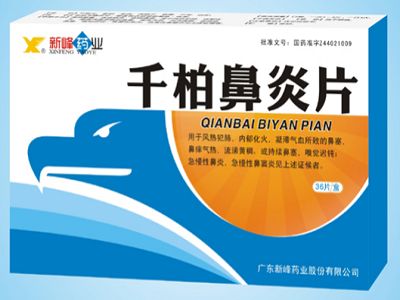 新峰药业
XINFENG YAOYE
批准文号：国药准字Z44021009
千柏鼻炎片
QIANBAI BIYAN PIAN
用于风热犯肺，内郁化火，凝滞气血所致的鼻塞，
鼻痒气热，流涕黄稠，或持续鼻塞，嗅觉迟钝；
急慢性鼻炎，急慢性鼻窦炎见上述证候者。
36片/盒
广东新峰药业股份有限公司